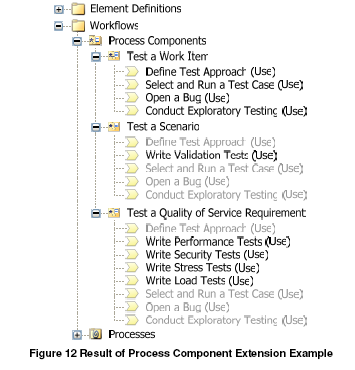 Element Definitions
Workflows
Process Components
Test a Work Item
Define Test Approach (Use)
Select and Run a Test Case (Use)
Open a Bug (Use)
Conduct Exploratory Testing (Use)
Test a Scenario
Define Test Approach (Use)
Write Validation Tests (Use)
Select and Run a Test Case (Use)
Open a Bug (Use)
Conduct Exploratory Testing (Use)
Test a Quality of Service Requirement
Define Test Approach (Use)
Write Performance Tests (Use)
Write Security Tests (Use)
Write Stress Tests (Use)
Write Load Tests (Use)
Select and Run a Test Case (Use)
Open a Bug (Use)
Conduct Exploratory Testing (Use)
Processes
Figure 12 Result of Process Component Extension Example